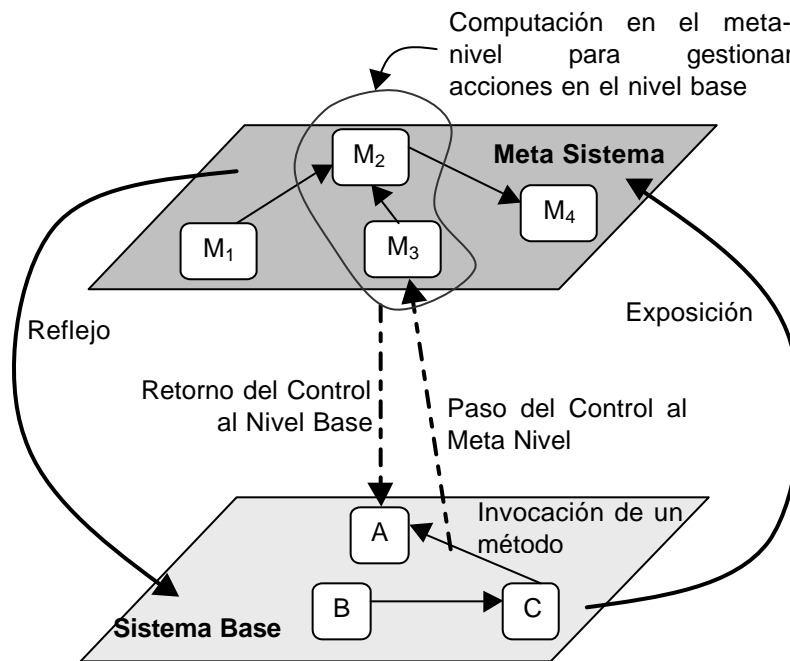 Computación en el meta-
nivel para gestionar
acciones en el nivel base
M2
Meta Sistema
M4
M1
M3
Reflejo
Exposición
Retorno del Control
al Nivel Base
Paso del Control al
Meta Nivel
A
Invocación de un
método
B
C
Sistema Base